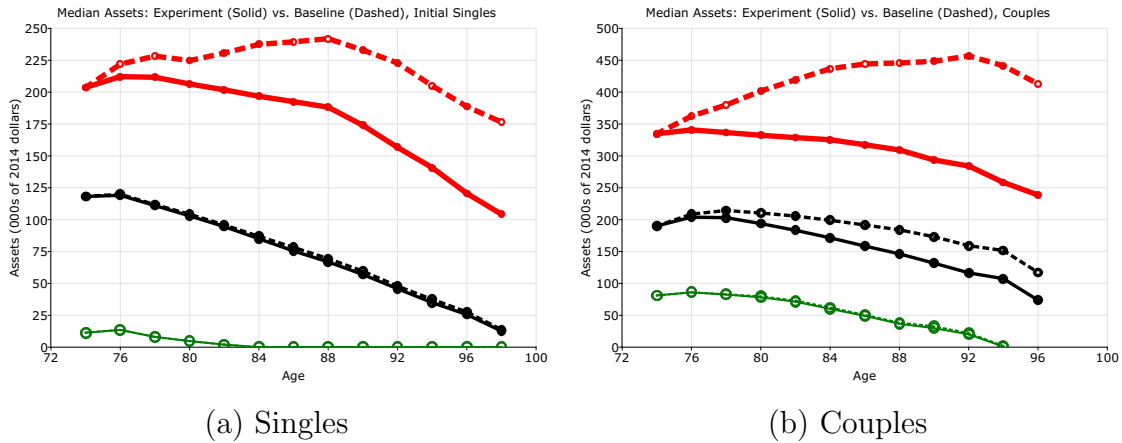 Median Assets: Experiment (Solid) vs. Baseline (Dashed), Initial Singles
250
225
200
175
150
125
100
75
50
25
0
Assets (000s of 2014 dollars)
72 76 80 84 88 92 96 100
Age
(a) Singles
Median Assets: Experiment (Solid) vs. Baseline (Dashed), Couples
500
450
400
350
300
250
200
150
100
50
0
Assets (000s of 2014 dollars)
72 76 80 84 88 92 96 100
Age
(b) Couples